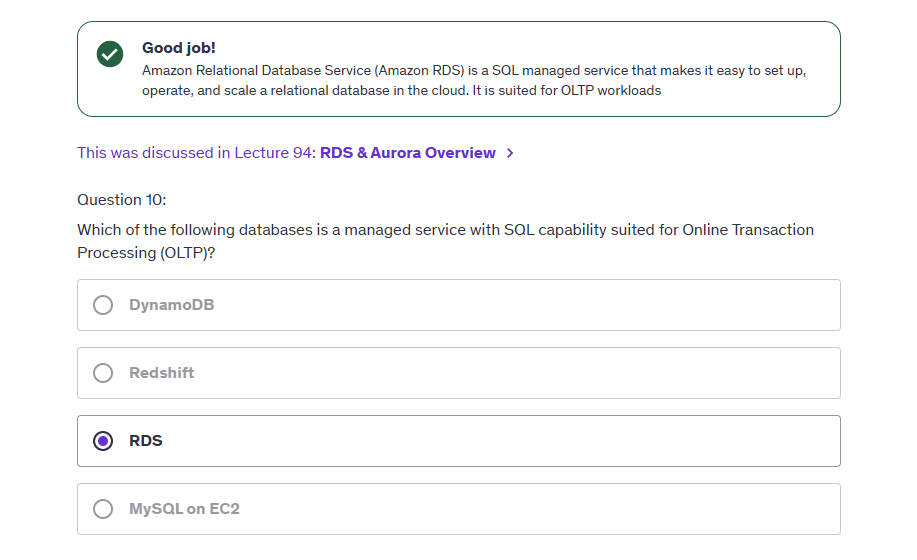 Good job!
Amazon Relational Database Service (Amazon RDS) is a SQL managed service that makes it easy to set up,
operate, and scale a relational database in the cloud. It is suited for OLTP workloads
This was discussed in Lecture 94: RDS & Aurora Overview >
Question 10:
Which of the following databases is a managed service with SQL capability suited for Online Transaction
Processing (OLTP)?
DynamoDB
Redshift
RDS
MySQL on EC2